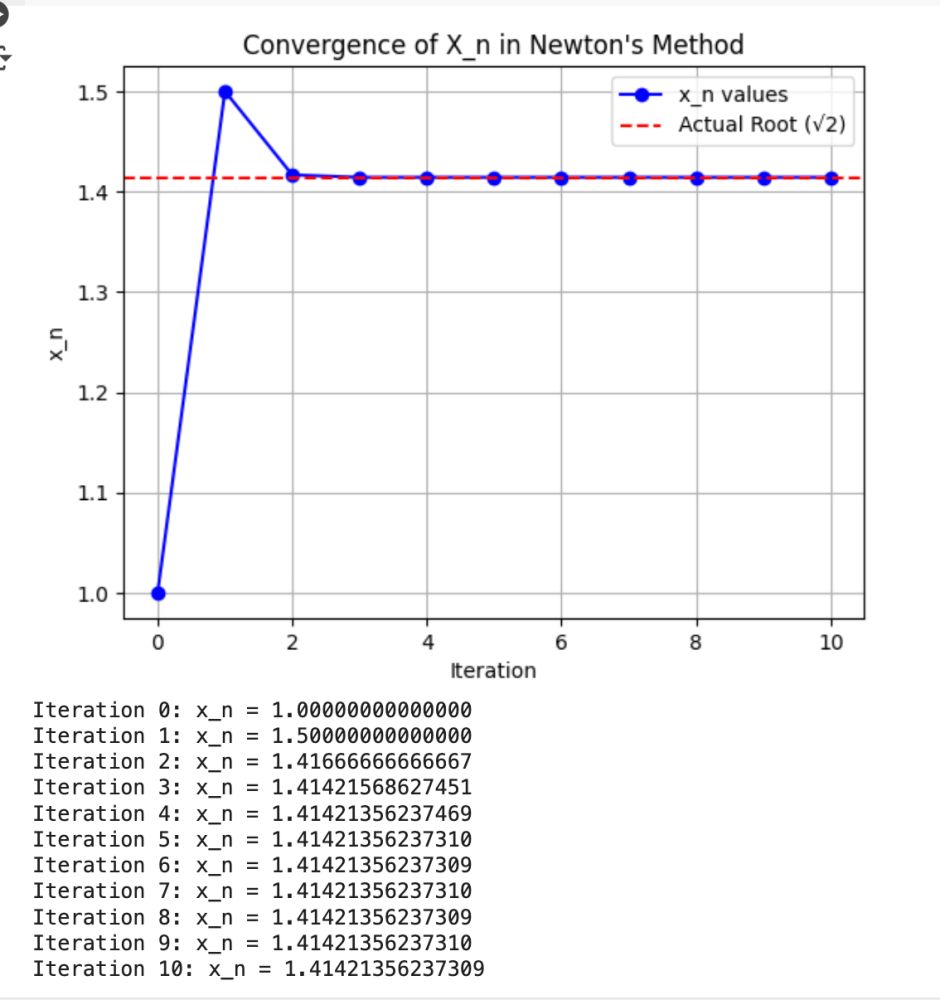 Convergence of X_n in Newton's Method
x_n values
Actual Root (√2)
1.5
1.4
1.3
1.2
1.1
1.0
x_n
0 2 4 6 8 10
Iteration
Iteration 0: x_n = 1.00000000000000
Iteration 1: x_n = 1.50000000000000
Iteration 2: x_n = 1.41666666666667
Iteration 3: x_n = 1.41421568627451
Iteration 4: x_n = 1.41421356237469
Iteration 5: x_n = 1.41421356237310
Iteration 6: x_n = 1.41421356237309
Iteration 7: x_n = 1.41421356237310
Iteration 8: x_n = 1.41421356237309
Iteration 9: x_n = 1.41421356237310
Iteration 10: x_n = 1.41421356237309